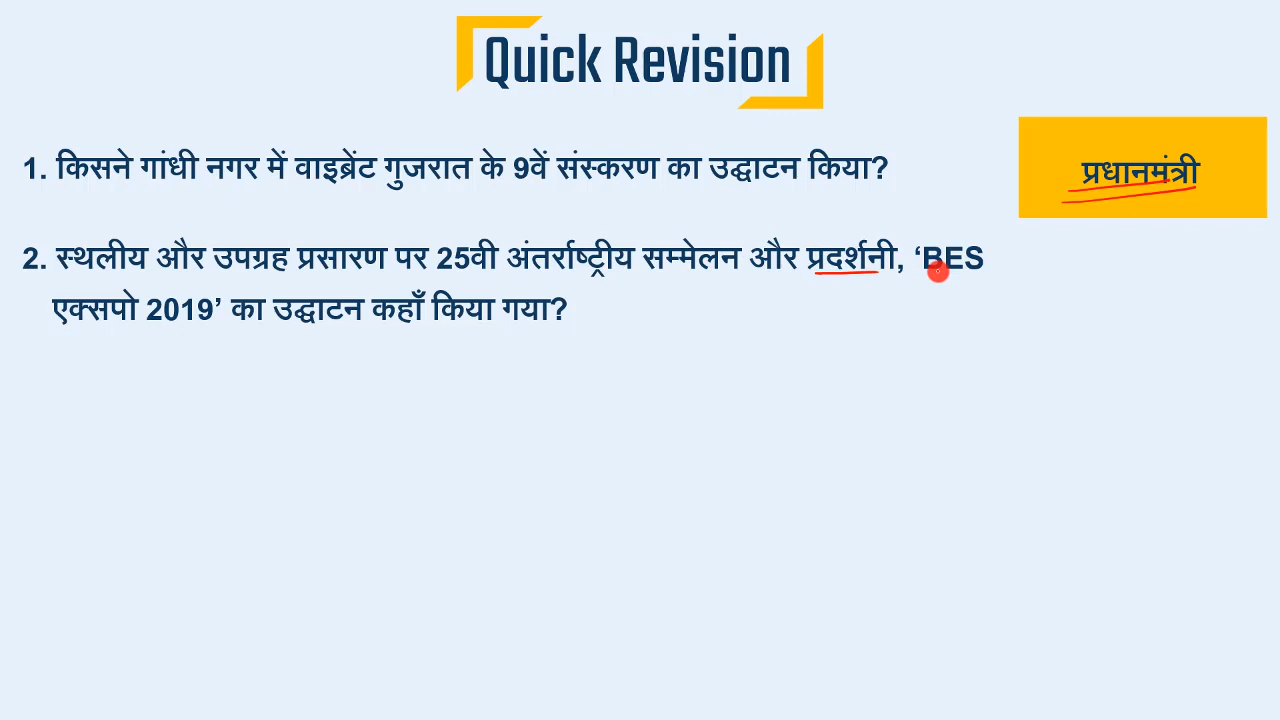 Quick Revision
1. किसने गांधी नगर में वाइब्रेंट गुजरात के 9वें संस्करण का उद्घाटन किया?
प्रधानमंत्री
2. स्थलीय और उपग्रह प्रसारण पर 25वी अंतर्राष्ट्रीय सम्मेलन और प्रदर्शनी, ‘BES
एक्सपो 2019’ का उद्घाटन कहाँ किया गया?